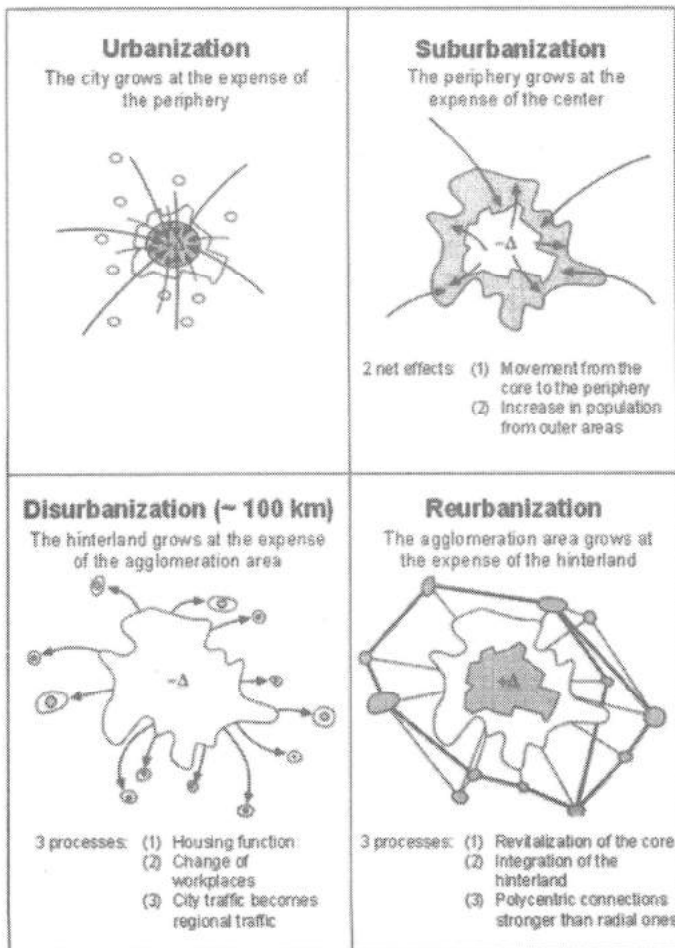 Urbanization
The city grows at the expense of
the periphery
+Δ
Suburbanization
The periphery grows at the
expense of the center
-Δ
2 net effects: (1) Movement from the
core to the periphery
(2) Increase in population
from outer areas
Disurbanization (~ 100 km)
The hinterland grows at the expense
of the agglomeration area
-Δ
3 processes: (1) Housing function
(2) Change of
workplaces
(3) City traffic becomes
regional traffic
Reurbanization
The agglomeration area grows at
the expense of the hinterland
+Δ
3 processes: (1) Revitalization of the core
(2) Integration of the
hinterland
(3) Polycentric connections
stronger than radial ones